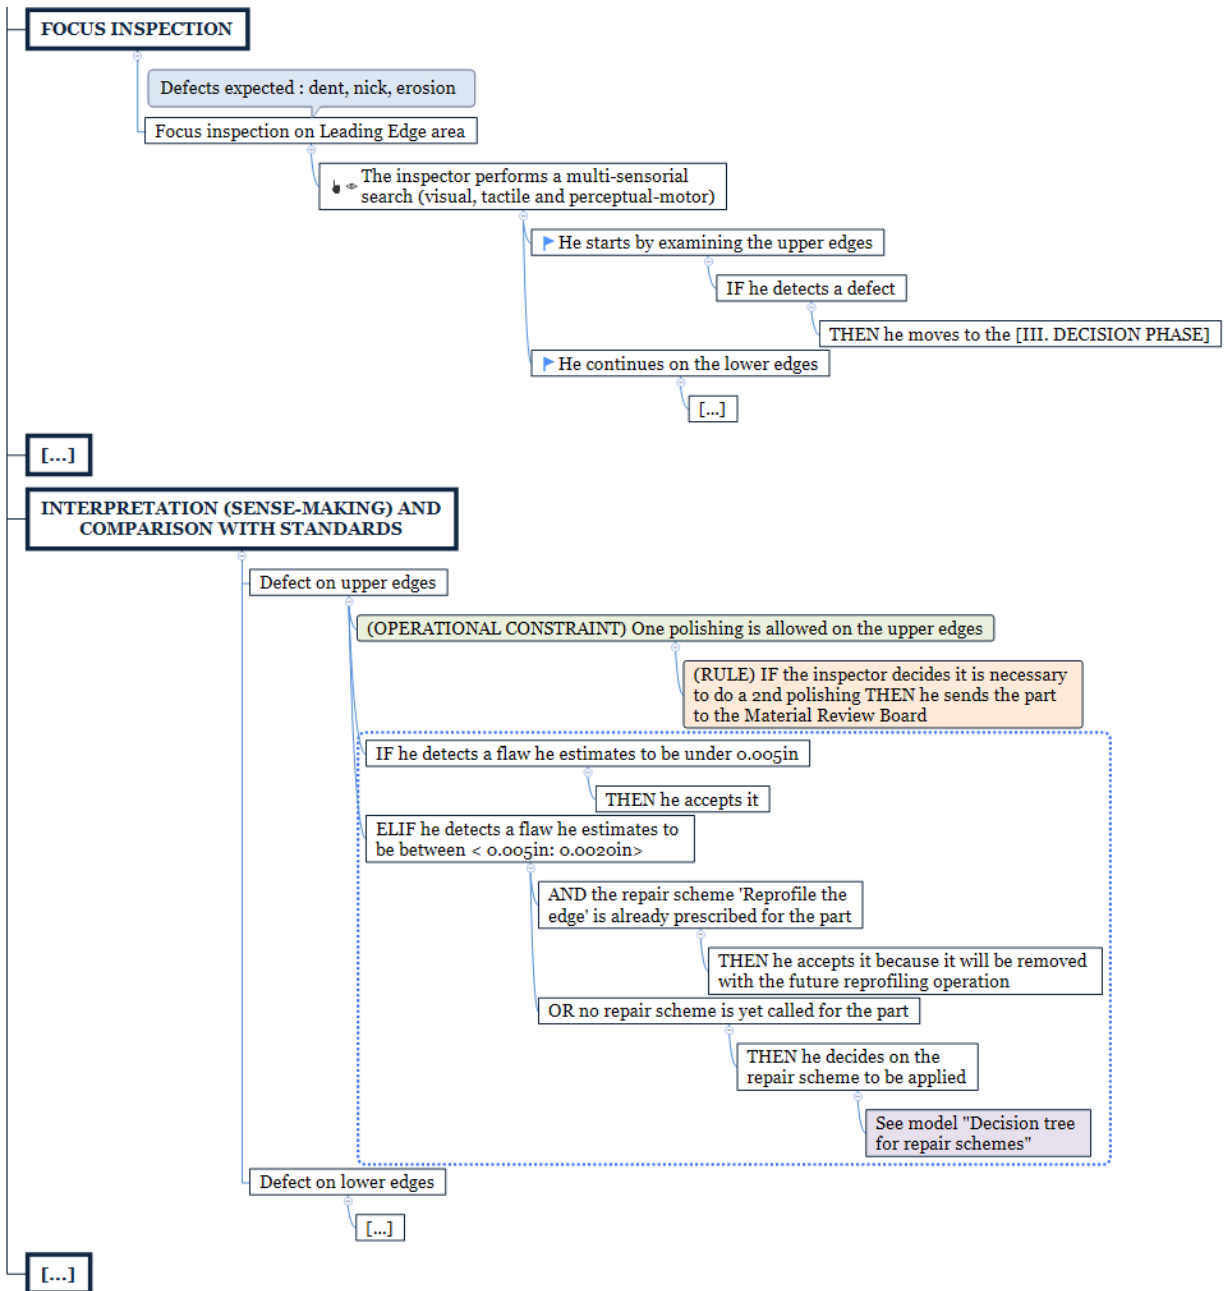 FOCUS INSPECTION
Defects expected : dent, nick, erosion
Focus inspection on Leading Edge area
The inspector performs a multi-sensorial
search (visual, tactile and perceptual-motor)
He starts by examining the upper edges
IF he detects a defect
THEN he moves to the [III. DECISION PHASE]
He continues on the lower edges
[...]
[...]
INTERPRETATION (SENSE-MAKING) AND
COMPARISON WITH STANDARDS
Defect on upper edges
(OPERATIONAL CONSTRAINT) One polishing is allowed on the upper edges
(RULE) IF the inspector decides it is necessary
to do a 2nd polishing THEN he sends the part
to the Material Review Board
IF he detects a flaw he estimates to be under 0.005in
THEN he accepts it
ELIF he detects a flaw he estimates to
be between < 0.005in: 0.0020in>
AND the repair scheme 'Reprofile the
edge' is already prescribed for the part
THEN he accepts it because it will be removed
with the future reprofiling operation
OR no repair scheme is yet called for the part
THEN he decides on the
repair scheme to be applied
See model "Decision tree
for repair schemes"
Defect on lower edges
[...]
[...]